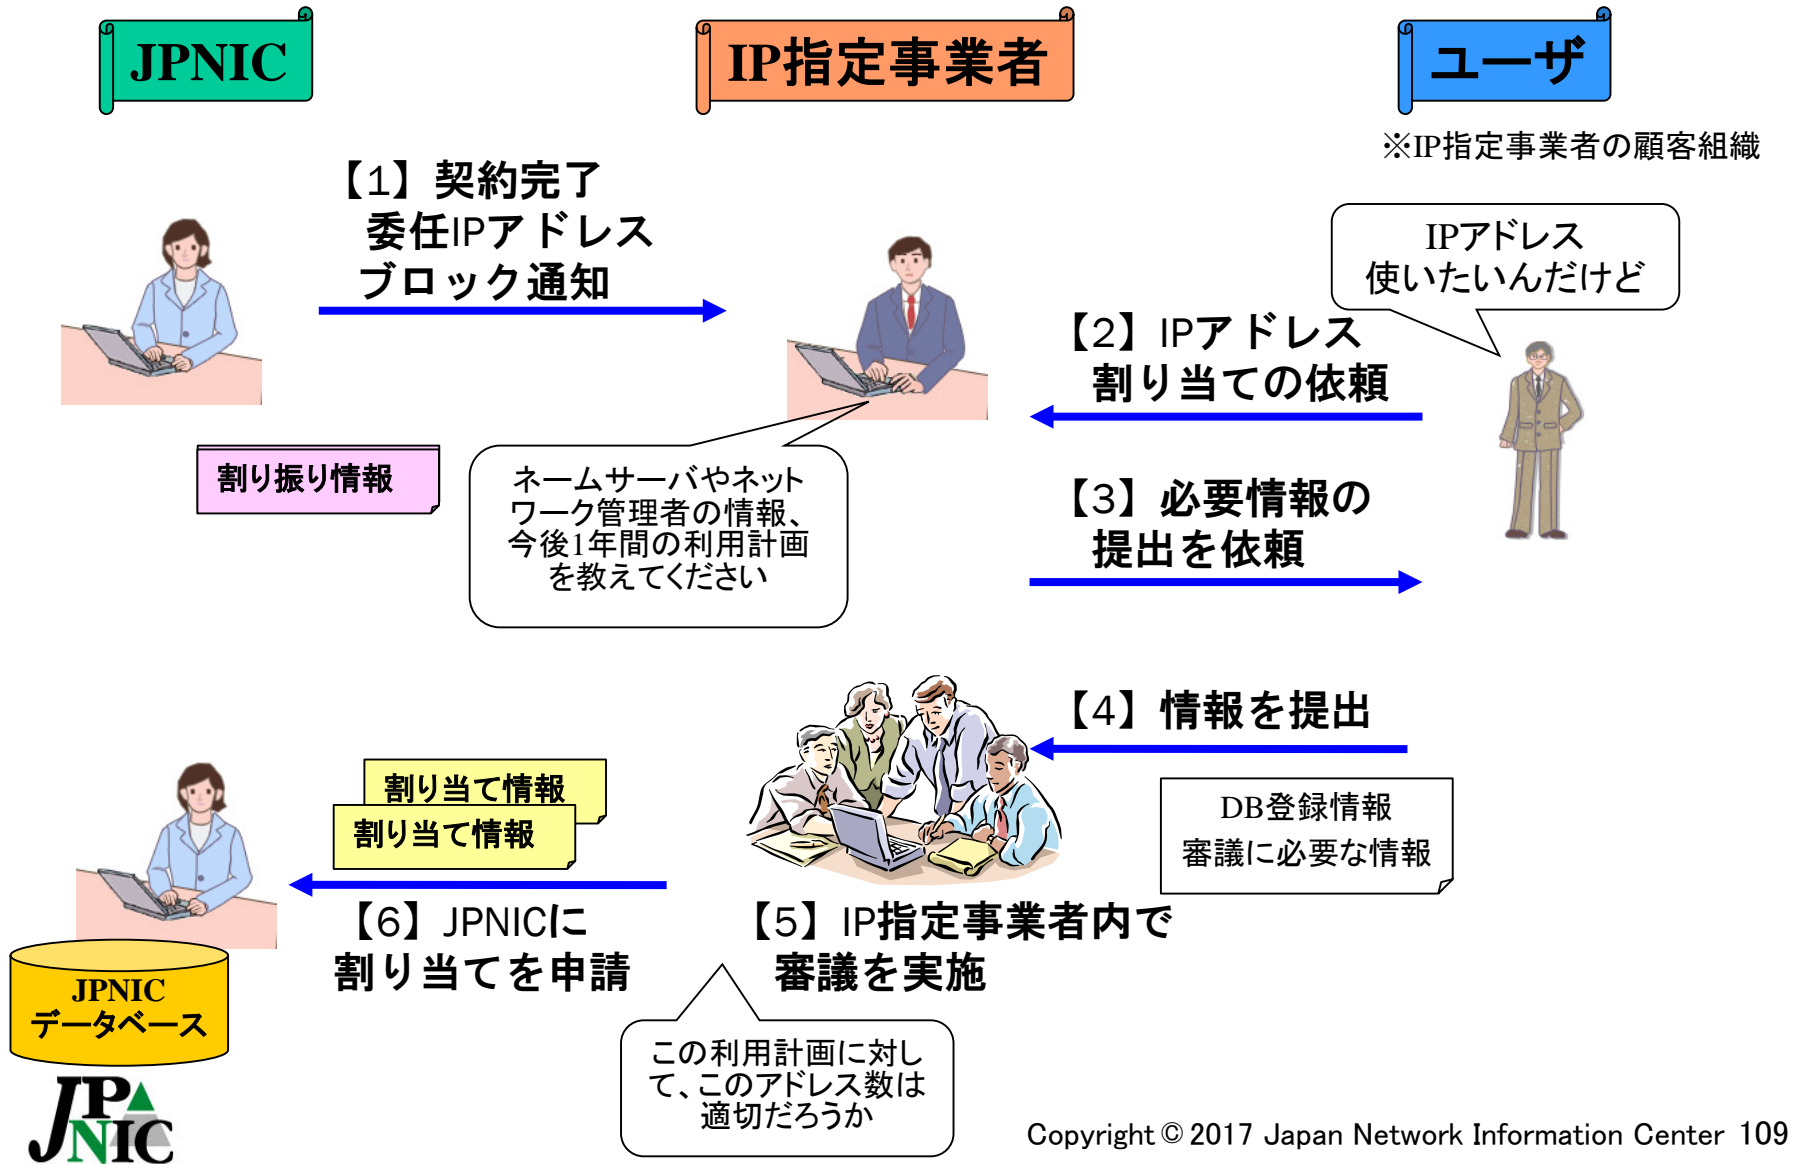 JPNIC
IP指定事業者
ユーザ
※IP指定事業者の顧客組織
【1】契約完了
委任IPアドレス
ブロック通知
IPアドレス
使いたいんだけど
【2】IPアドレス
割り当ての依頼
割り振り情報
ネームサーバやネット
ワーク管理者の情報、
今後1年間の利用計画
を教えてください
【3】必要情報の
提出を依頼
【4】情報を提出
DB登録情報
審議に必要な情報
割り当て情報
割り当て情報
【5】IP指定事業者内で
審議を実施
【6】JPNICに
割り当てを申請
JPNIC
データベース
この利用計画に対し
て、このアドレス数は
適切だろうか
JPNIC
Copyright © 2017 Japan Network Information Center 109